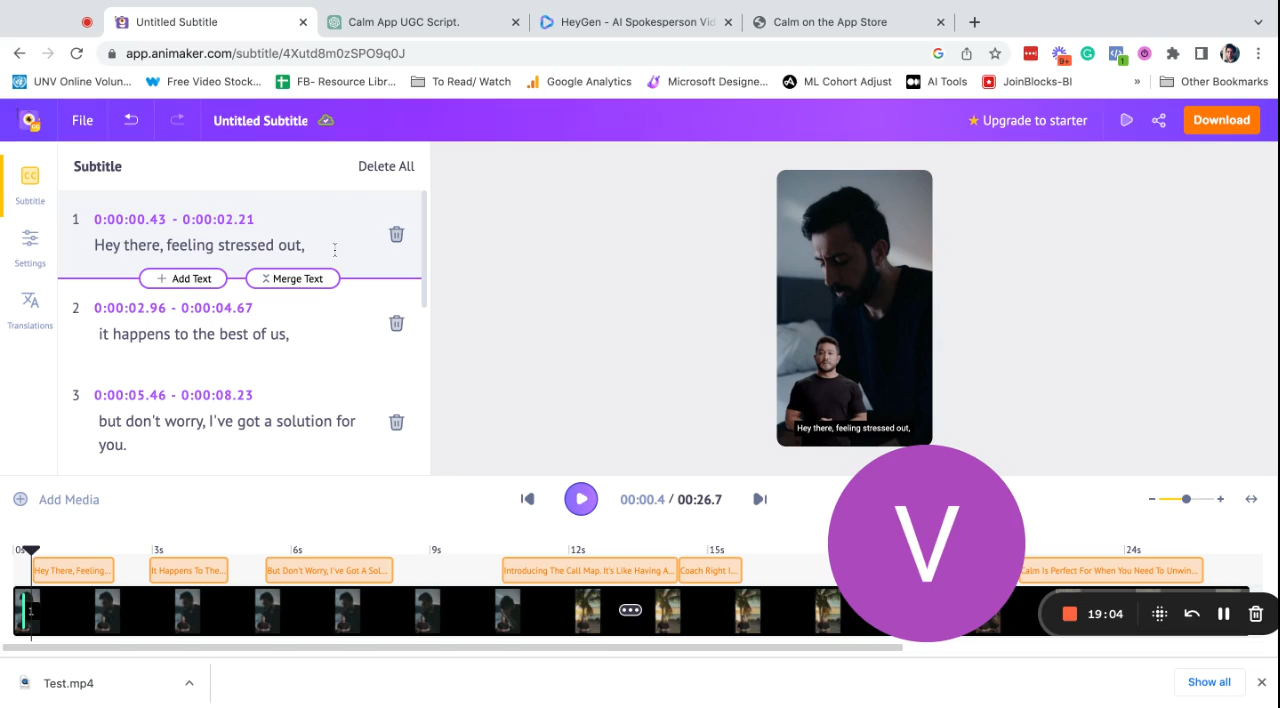 Untitled Subtitle
Calm App UGC Script.
HeyGen - AI Spokesperson Vid
Calm on the App Store
app.animaker.com/subtitle/4Xutd8m0zSPO9q0J
9+
1
UNV Online Volun...
Free Video Stock...
FB- Resource Libr...
To Read/ Watch
Google Analytics
Microsoft Designe...
ML Cohort Adjust
AI Tools
JoinBlocks-BI
»
Other Bookmarks
File
Untitled Subtitle
Upgrade to starter
Download
CC
Subtitle
Settings
Translations
Subtitle
Delete All
1
0:00:00.43 - 0:00:02.21
Hey there, feeling stressed out,
+ Add Text
Merge Text
2
0:00:02.96 - 0:00:04.67
it happens to the best of us,
3
0:00:05.46 - 0:00:08.23
but don't worry, I've got a solution for
you.
Hey there, feeling stressed out,
Add Media
00:00.4 / 00:26.7
0s
3s
6s
9s
12s
15s
24s
Hey There, Feeling...
It Happens To The...
But Don't Worry, I've Got A Sol...
Introducing The Call Map. It's Like Having A...
Coach Right I...
Calm Is Perfect For When You Need To Unwin...
1
V
19:04
Test.mp4
Show all